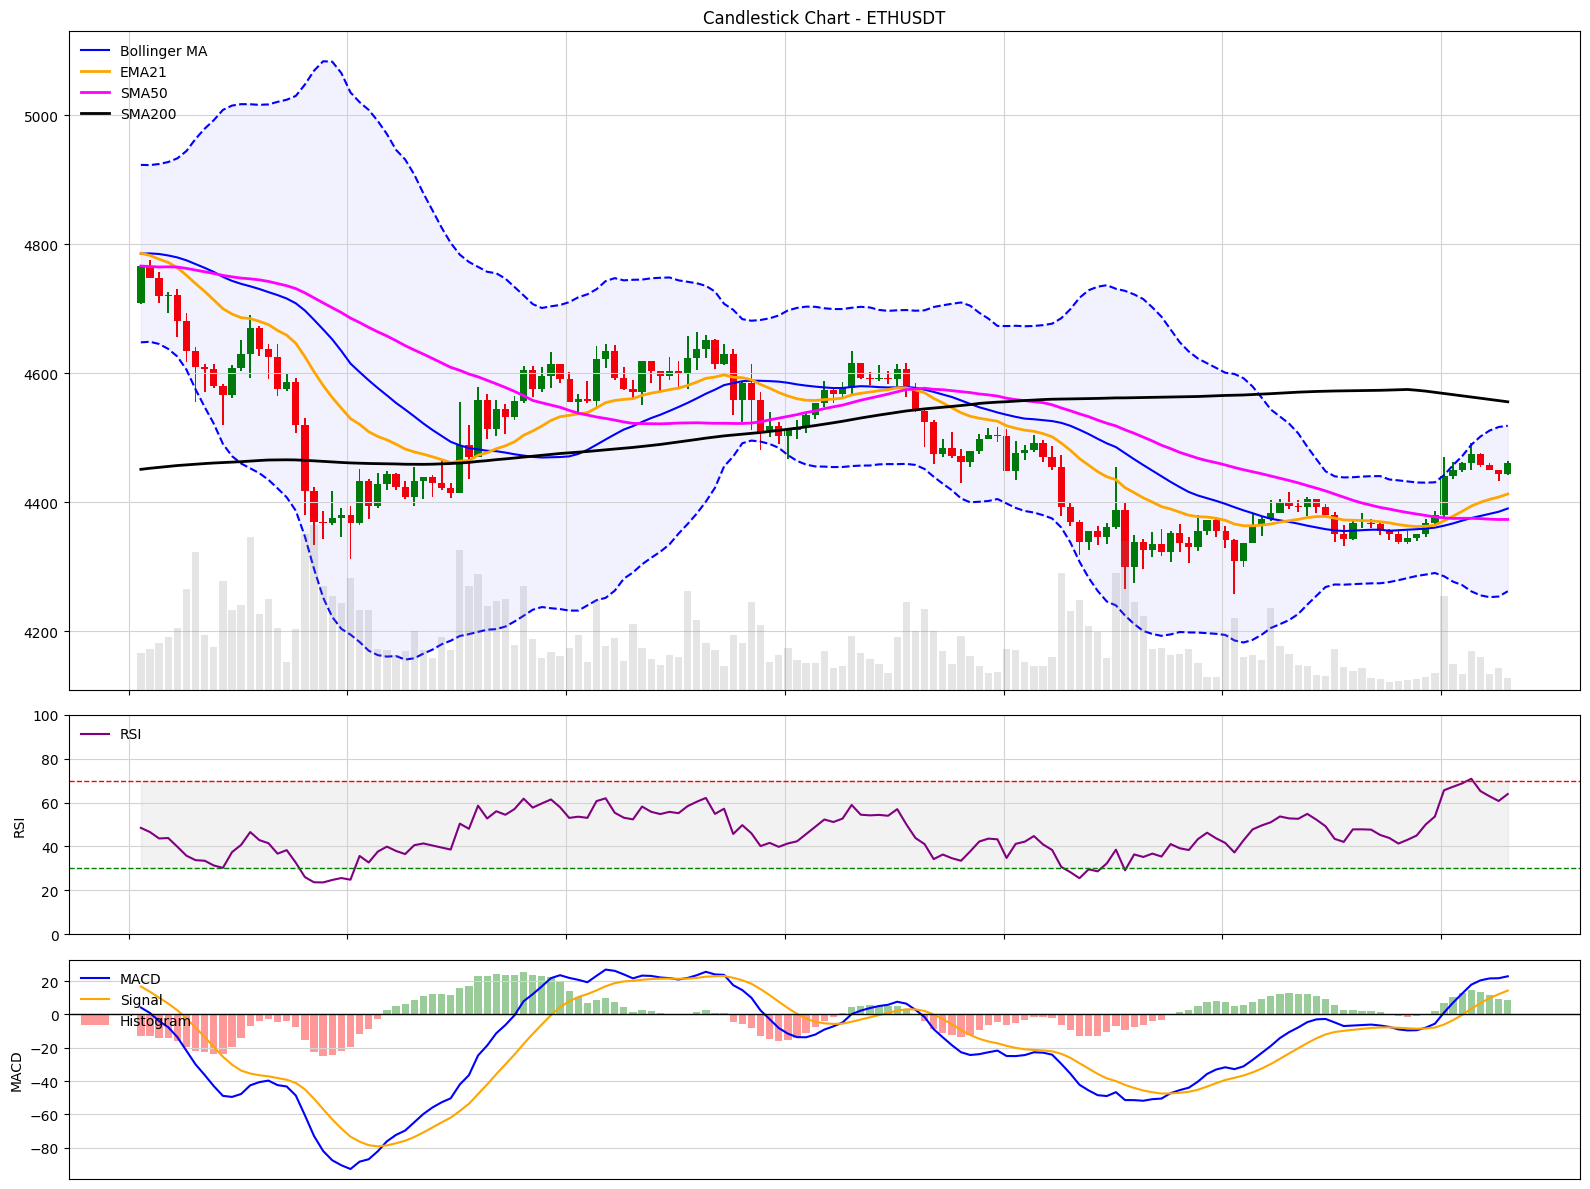 Candlestick Chart - ETHUSDT
Bollinger MA
EMA21
SMA50
SMA200
5000
4800
4600
4400
4200
RSI
100
80
60
40
20
0
RSI
MACD
Signal
Histogram
20
0
−20
−40
−60
−80
MACD